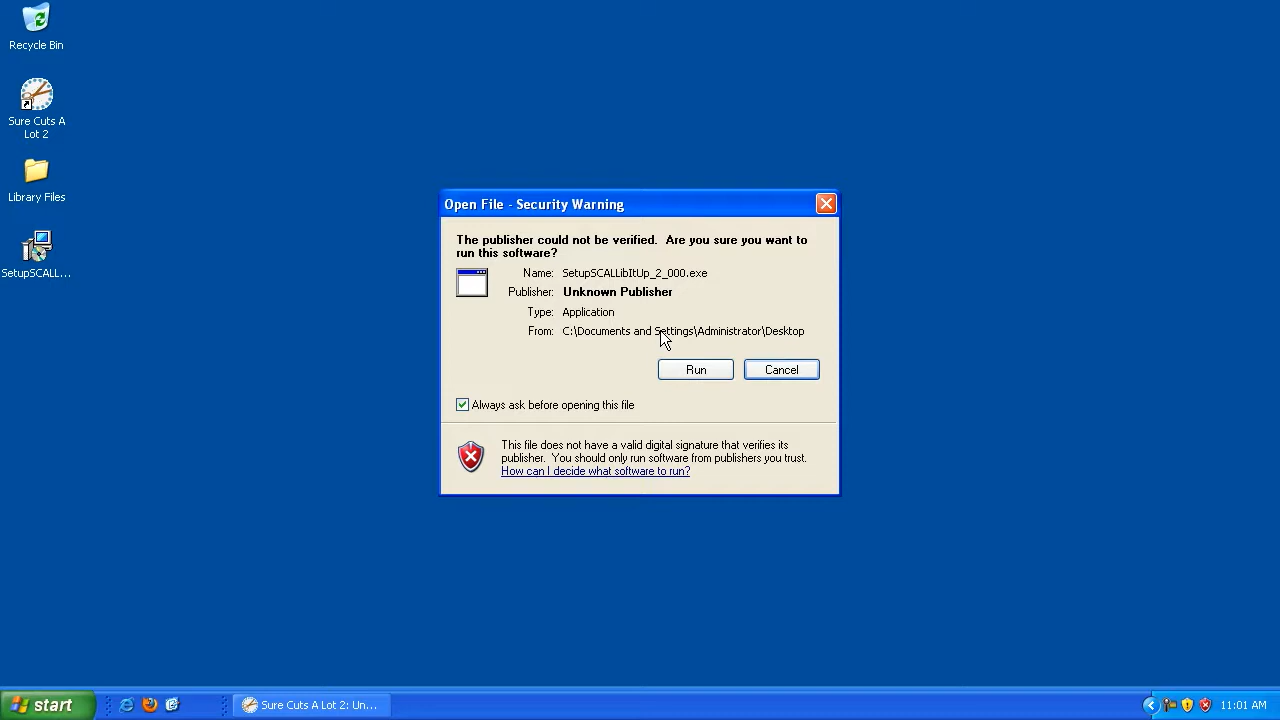 Recycle Bin
Sure Cuts A
Lot 2
Library Files
SetupSCALL...
Open File - Security Warning
The publisher could not be verified. Are you sure you want to
run this software?
Name: SetupSCALLibItUp_2_000.exe
Publisher: Unknown Publisher
Type: Application
From: C:\Documents and Settings\Administrator\Desktop
Run Cancel
Always ask before opening this file
This file does not have a valid digital signature that verifies its
publisher. You should only run software from publishers you trust.
How can I decide what software to run?
start Sure Cuts A Lot 2: Un... 11:01 AM